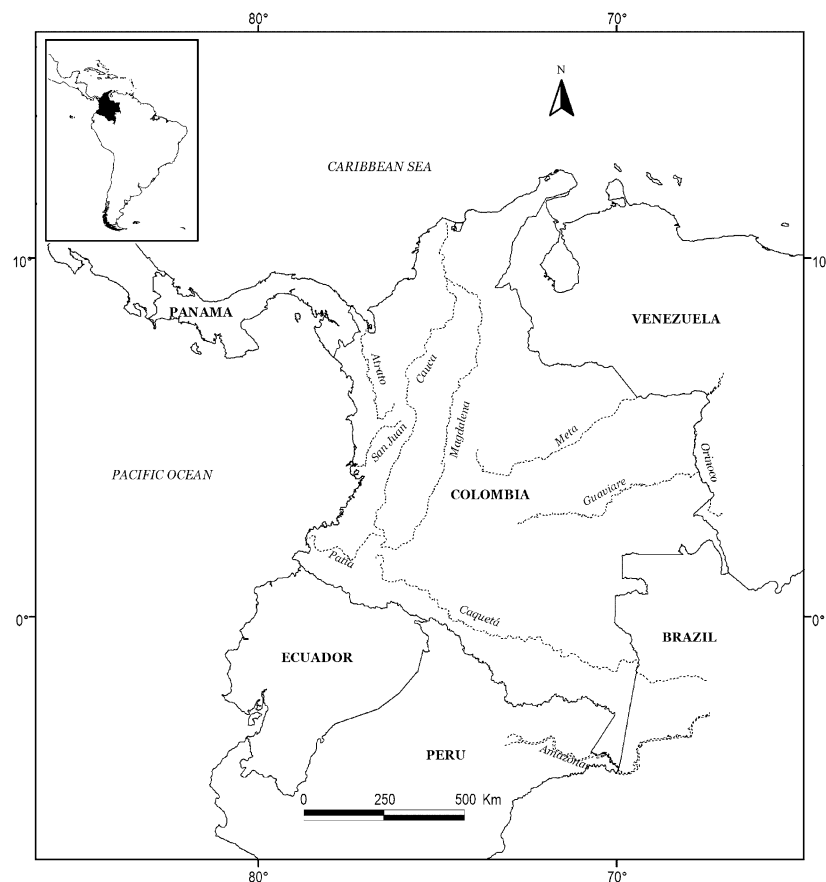 80°
70°
N
CARIBBEAN SEA
10°
10
PANAMA
VENEZUELA
Atrato
Cauca
Magdalena
San Juan
Meta
Orinoco
PACIFIC OCEAN
COLOMBIA
Guaviare
Patía
Caquetá
0°
0°
ECUADOR
BRAZIL
PERU
Amazonas
0
250
500 Km
80°
70°